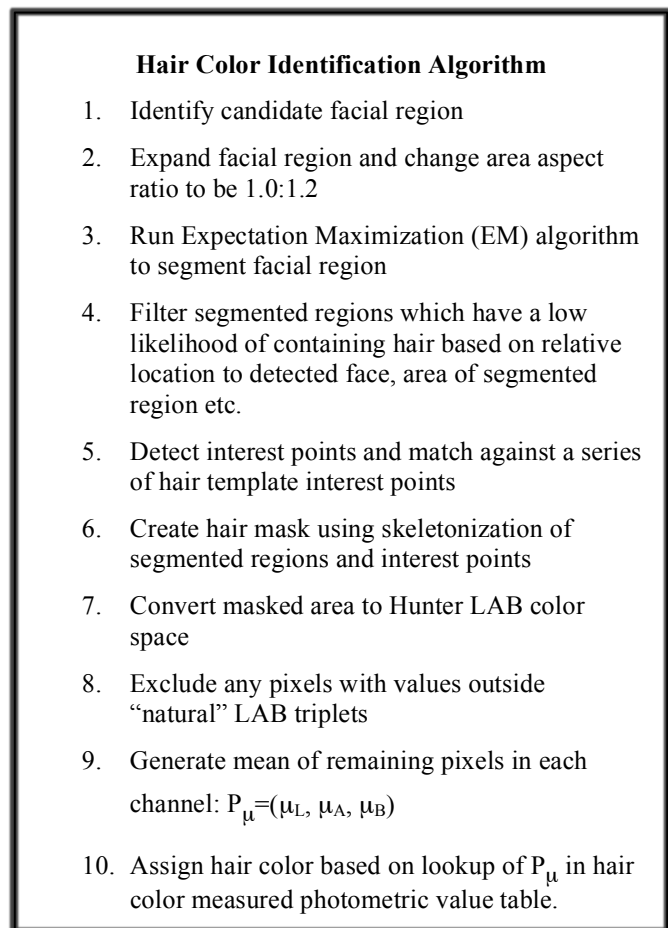 Hair Color Identification Algorithm
1. Identify candidate facial region
2. Expand facial region and change area aspect
ratio to be 1.0:1.2
3. Run Expectation Maximization (EM) algorithm
to segment facial region
4. Filter segmented regions which have a low
likelihood of containing hair based on relative
location to detected face, area of segmented
region etc.
5. Detect interest points and match against a series
of hair template interest points
6. Create hair mask using skeletonization of
segmented regions and interest points
7. Convert masked area to Hunter LAB color
space
8. Exclude any pixels with values outside
“natural” LAB triplets
9. Generate mean of remaining pixels in each
channel: Pμ=(μL, μA, μB)
10. Assign hair color based on lookup of Pμ in hair
color measured photometric value table.